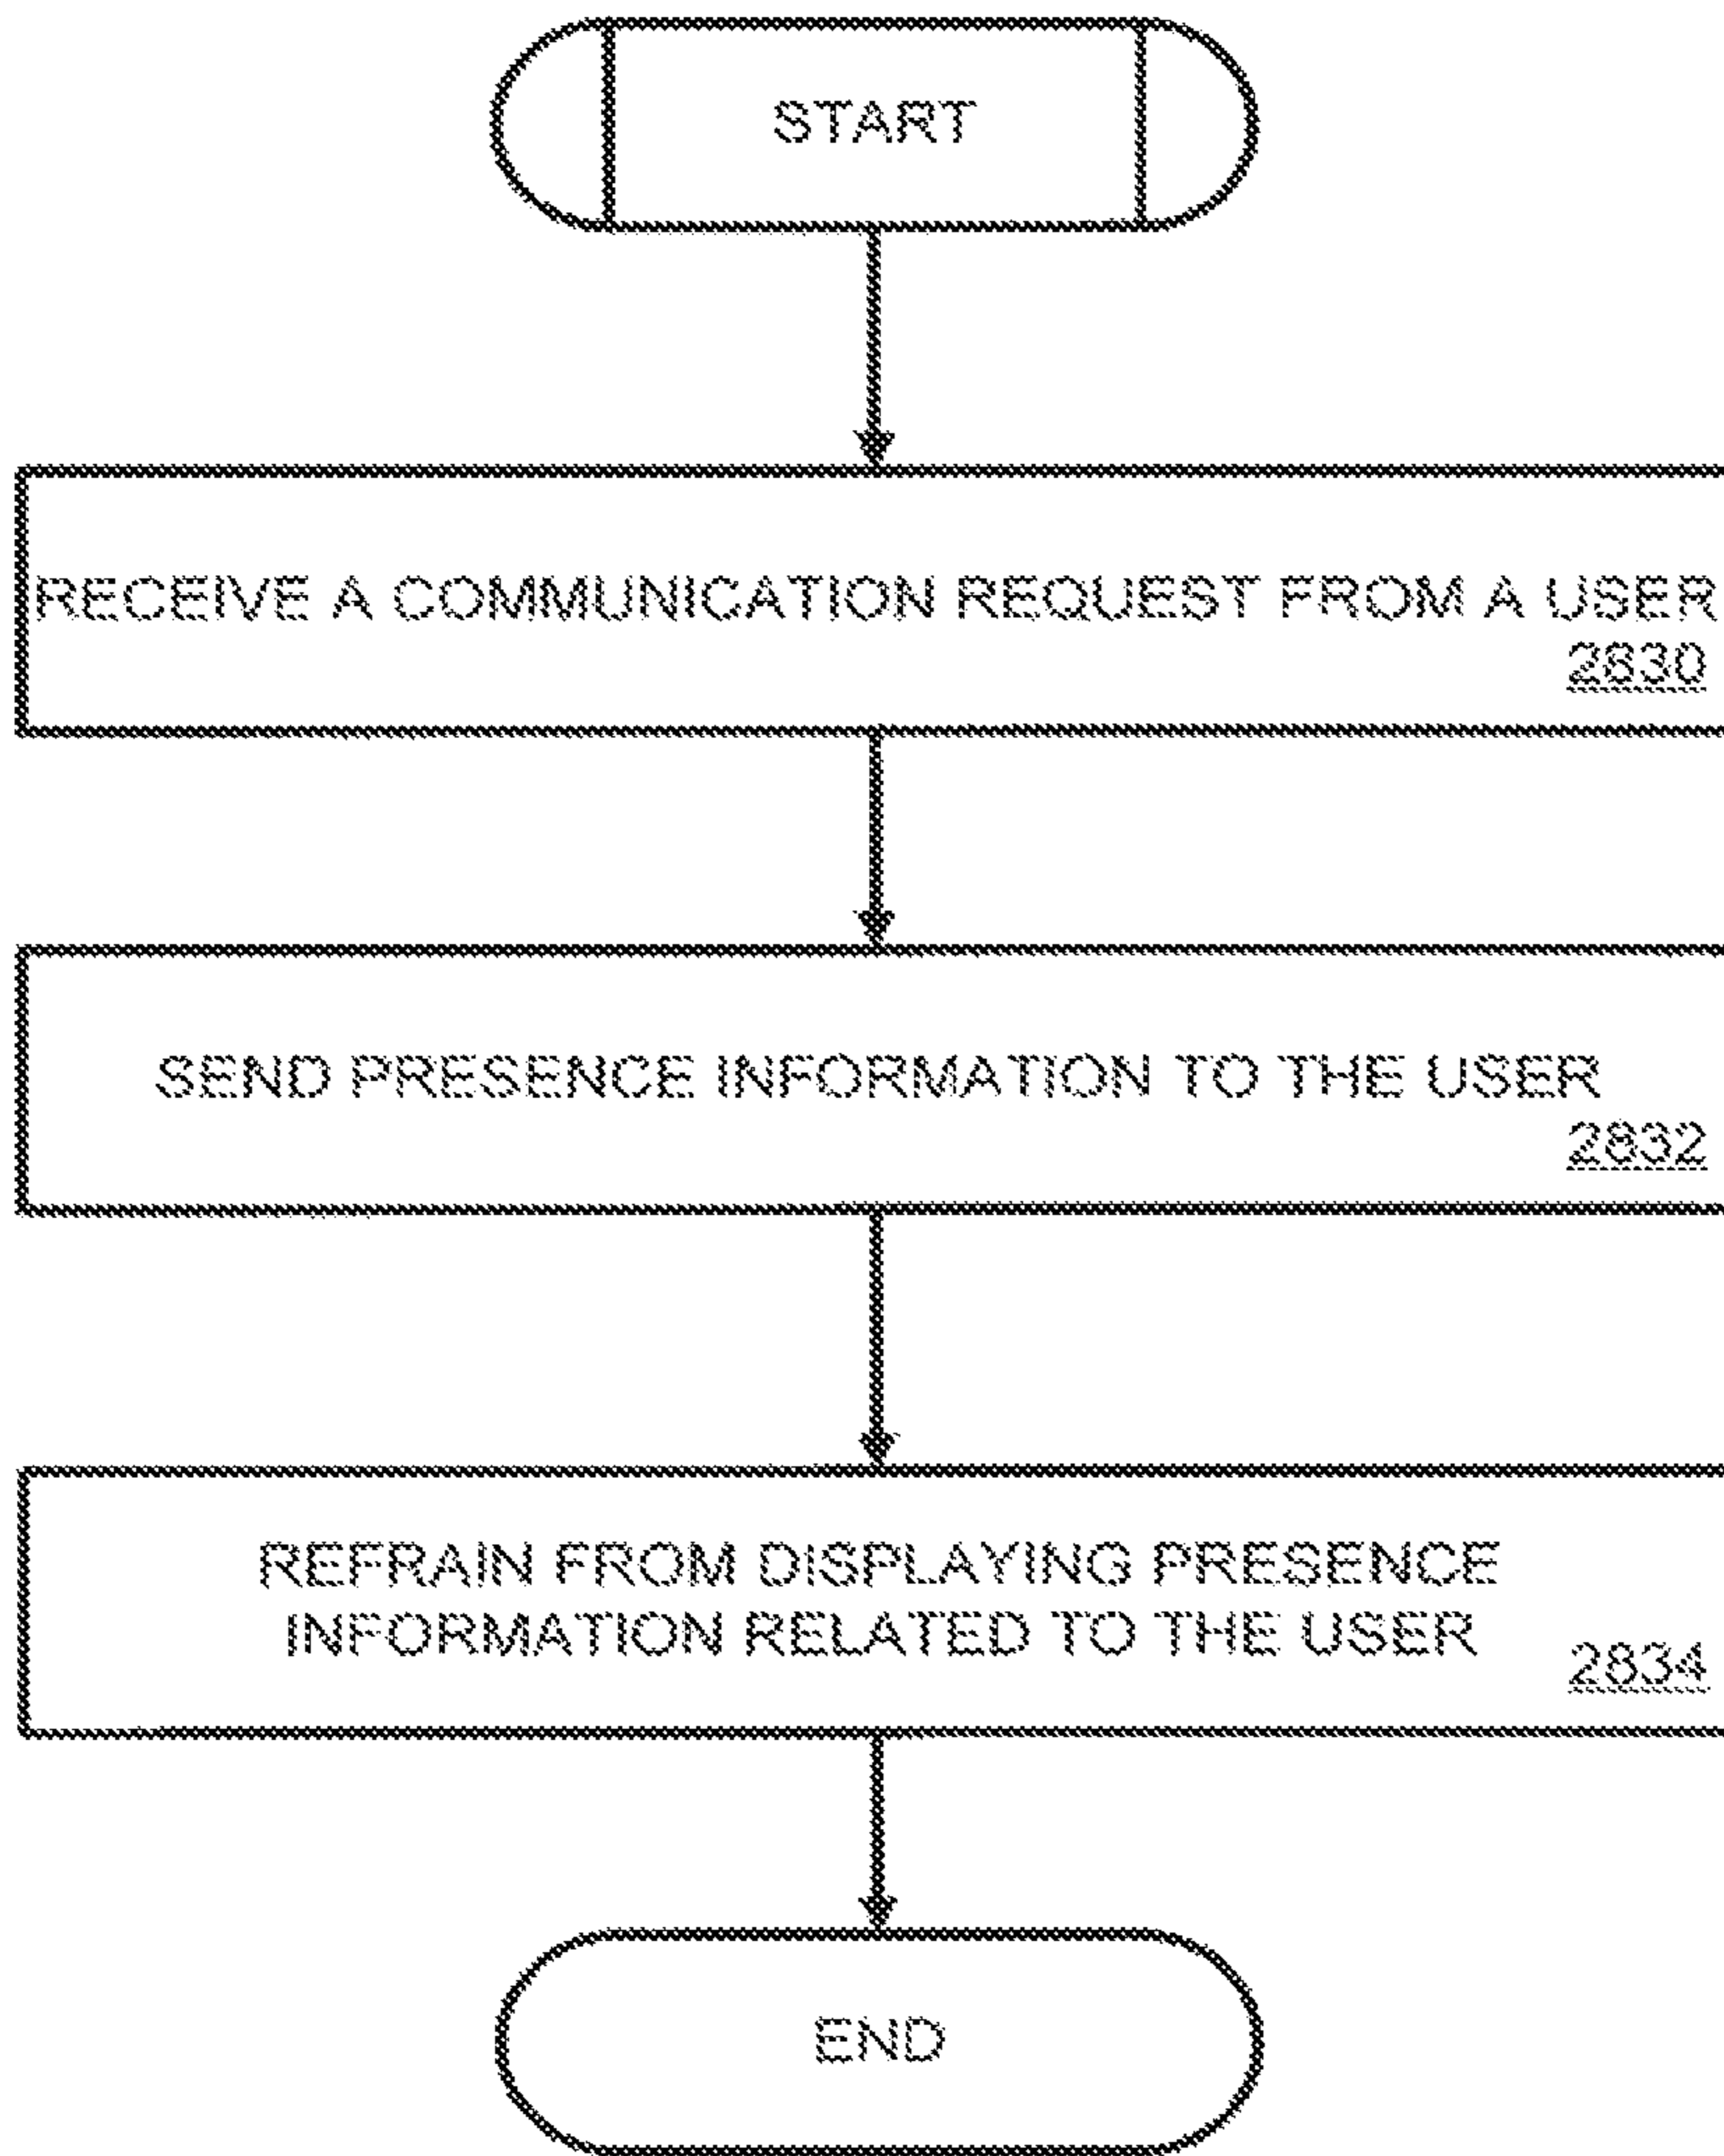 START
RECEIVE A COMMUNICATION REQUEST FROM A USER
2830
SEND PRESENCE INFORMATION TO THE USER
2832
REFRAIN FROM DISPLAYING PRESENCE
INFORMATION RELATED TO THE USER
2834
END